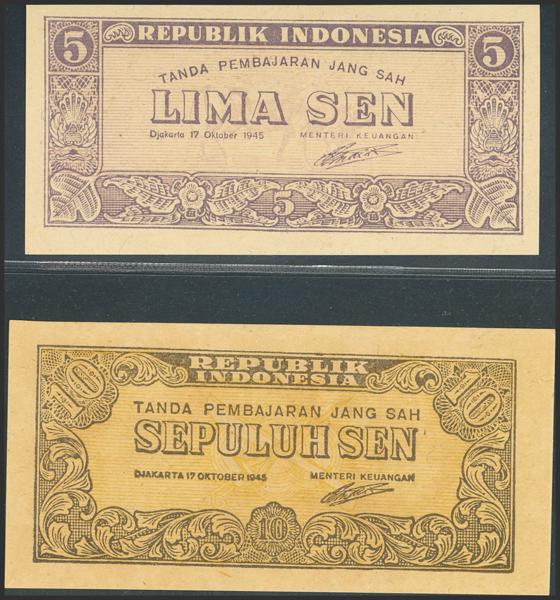 5 REPUBLIK INDONESIA 5
TANDA PEMBAJARAN JANG SAH
LIMA SEN
Djakarta 17 Oktober 1945 MENTERI KEUANGAN
5
10 REPUBLIK 10
INDONESIA
TANDA PEMBAJARAN JANG SAH
SEPULUH SEN
DJAKARTA 17 OKTOBER 1945 MENTERI KEUANGAN
10